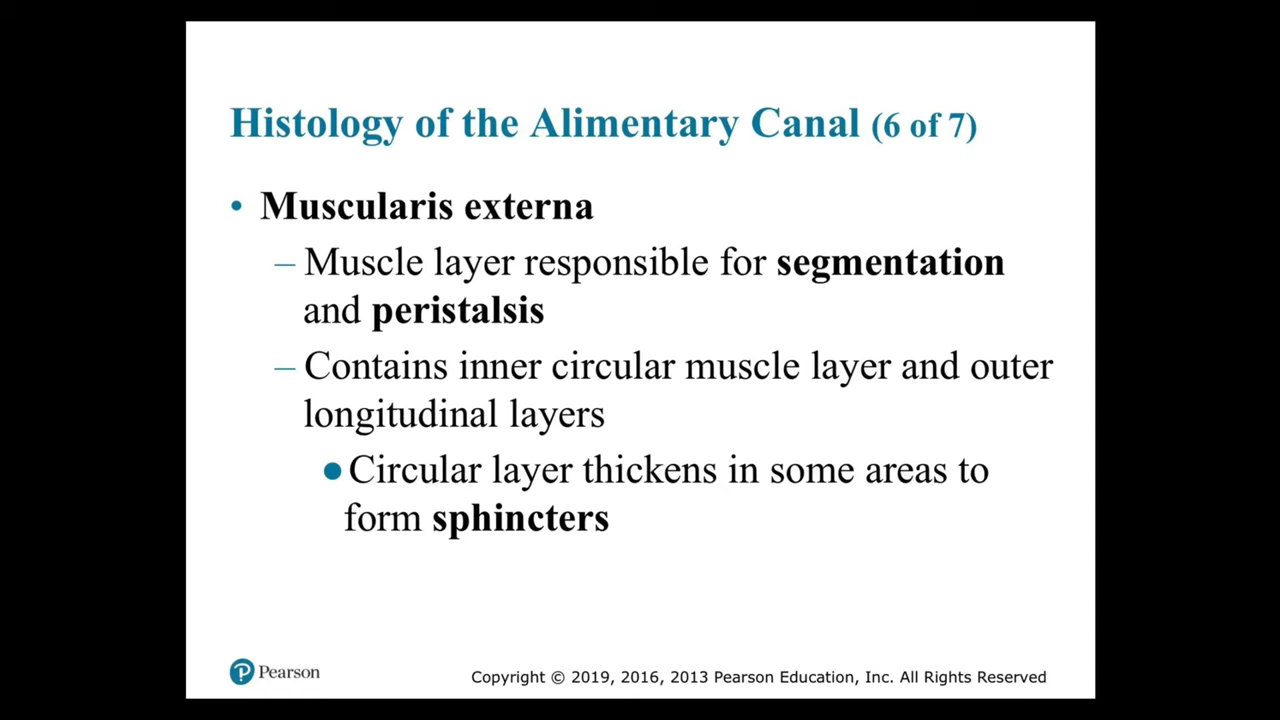 Histology of the Alimentary Canal (6 of 7)
• Muscularis externa
– Muscle layer responsible for segmentation
and peristalsis
– Contains inner circular muscle layer and outer
longitudinal layers
● Circular layer thickens in some areas to
form sphincters
Pearson
Copyright © 2019, 2016, 2013 Pearson Education, Inc. All Rights Reserved